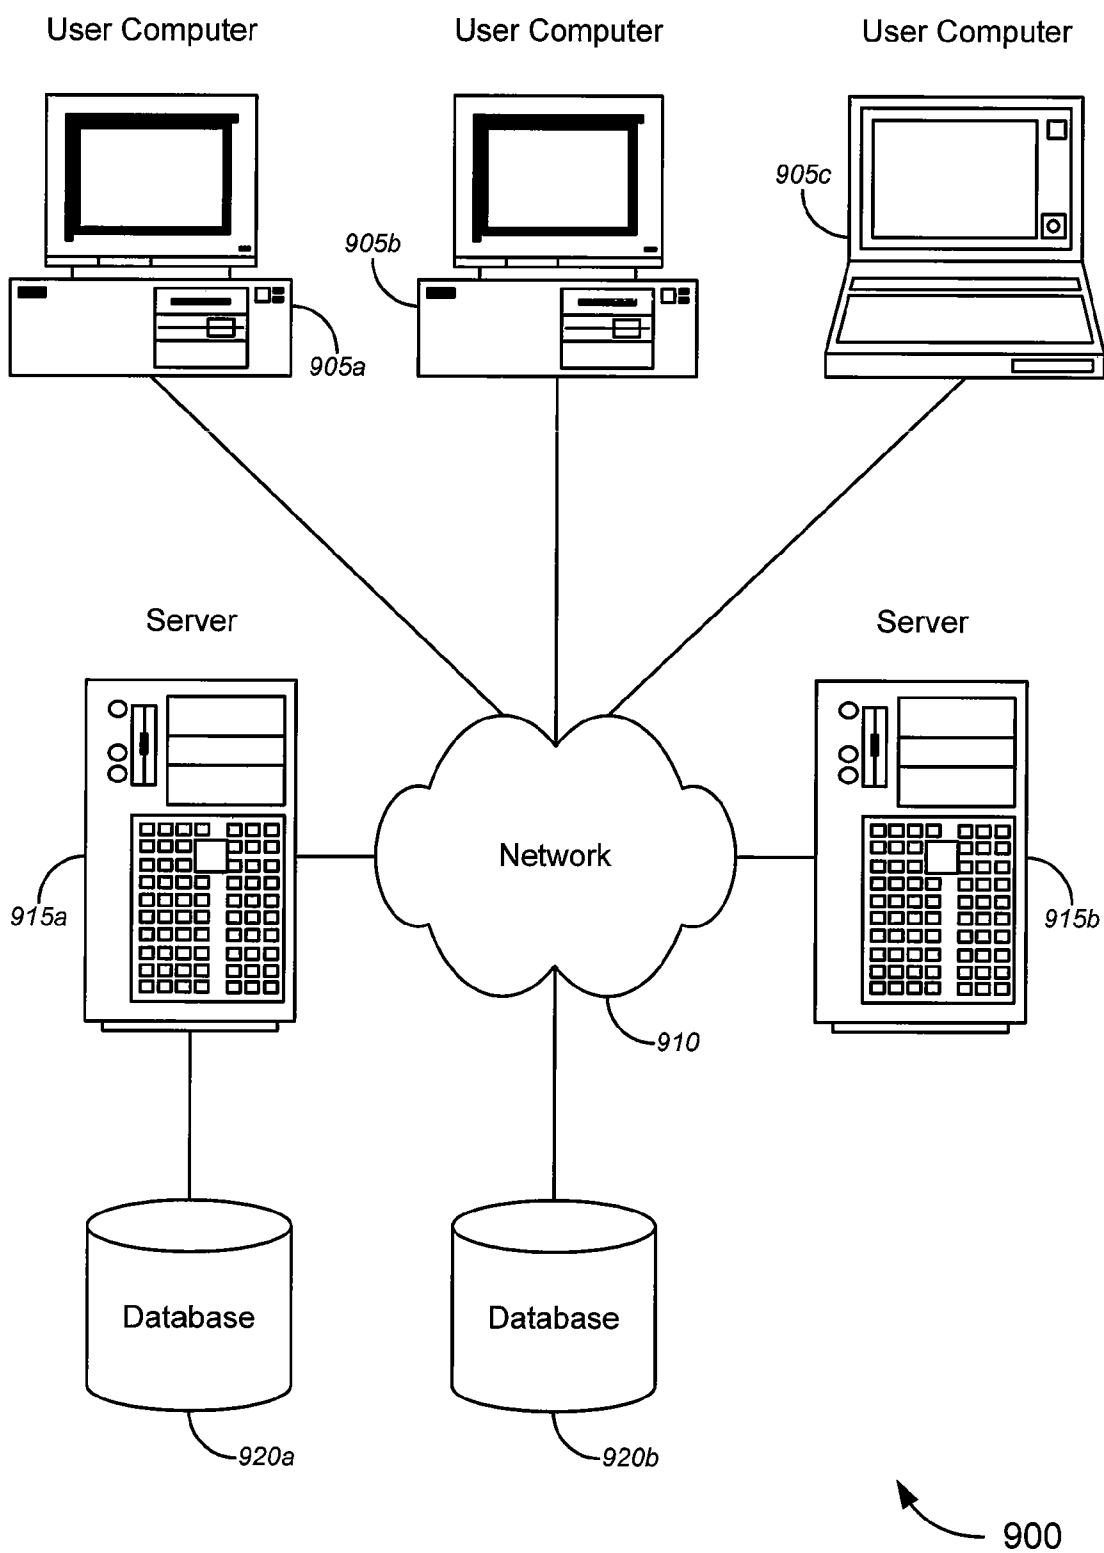 User Computer
User Computer
User Computer
905c
905b
905a
Server
Server
Network
915a
915b
910
Database
Database
920a
920b
900